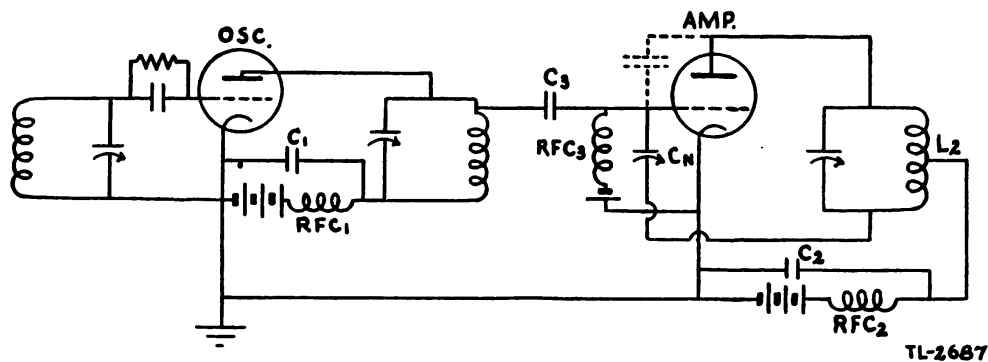 OSC.
AMP.
C3
C1
RFC3
CN
L2
RFC1
C2
RFC2
TL-2687